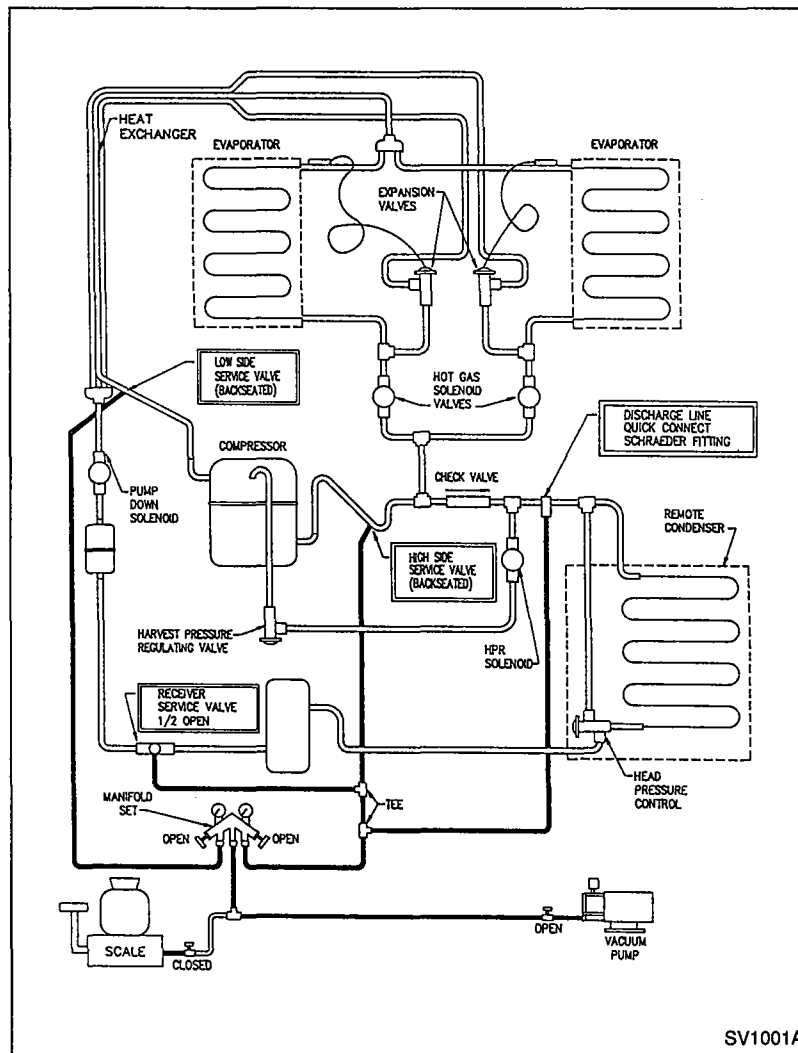 HEAT
EXCHANGER
EVAPORATOR
EVAPORATOR
EXPANSION
VALVES
LOW SIDE
SERVICE VALVE
(BACKSEATED)
HOT GAS
SOLENOID
VALVES
DISCHARGE LINE
QUICK CONNECT
SCHRAEDER FITTING
COMPRESSOR
CHECK VALVE
PUMP
DOWN
SOLENOID
REMOTE
CONDENSER
HIGH SIDE
SERVICE VALVE
(BACKSEATED)
HARVEST PRESSURE
REGULATING VALVE
HPR
SOLENOID
RECEIVER
SERVICE VALVE
1/2 OPEN
HEAD
PRESSURE
CONTROL
MANIFOLD
SET
TEE
OPEN
OPEN
SCALE
CLOSED
OPEN
VACUUM
PUMP
SV1001A